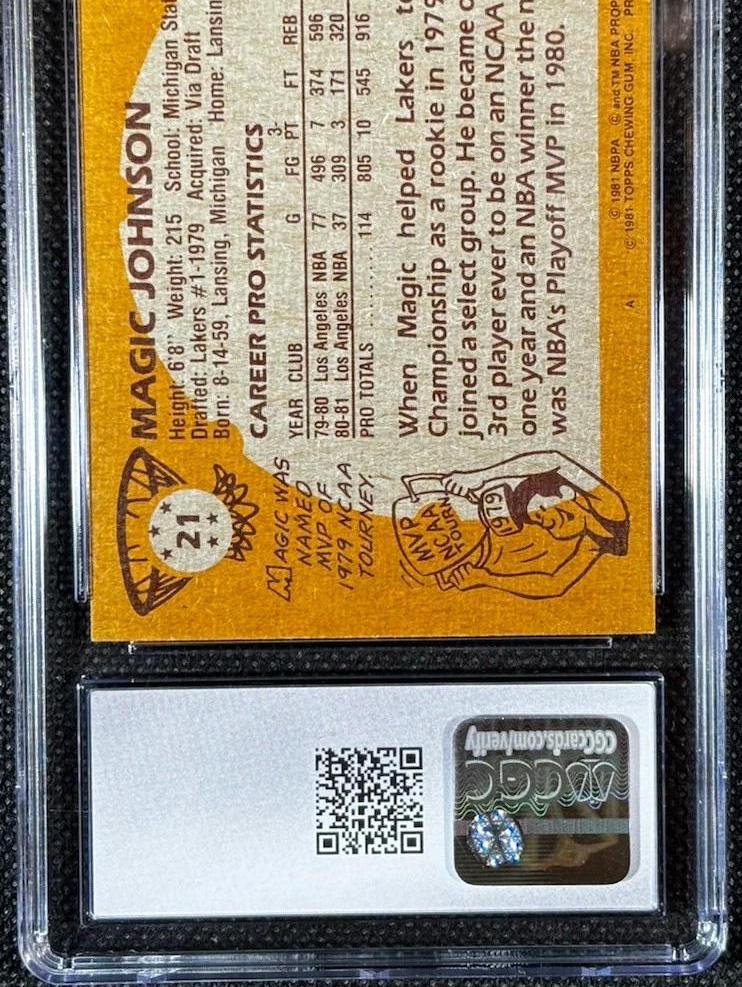 21
MAGIC JOHNSON
Height: 6'8" Weight: 215 School: Michigan Stat
Drafted: Lakers #1-1979 Acquired: Via Draft
Born: 8-14-59, Lansing, Michigan Home: Lansin
CAREER PRO STATISTICS
3-
YEAR CLUB G FG PT FT REB
79-80 Los Angeles NBA 77 496 7 374 596
80-81 Los Angeles NBA 37 309 3 171 320
PRO TOTALS .......... 114 805 10 545 916
When Magic helped Lakers to
Championship as a rookie in 1979
joined a select group. He became o
3rd player ever to be on an NCAA
one year and an NBA winner the n
was NBA's Playoff MVP in 1980.
MAGIC WAS
NAMED
MVP OF
1979 NCAA
TOURNEY.
MVP
NCAA
TOURN.
1979
© 1981 NBPA © and TM NBA PROP
A © 1981 TOPPS CHEWING GUM, INC. PR
CGCcards.com/verify
CGC